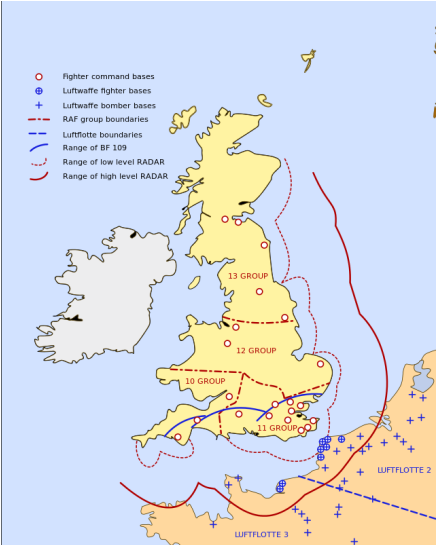 Fighter command bases
Luftwaffe fighter bases
Luftwaffe bomber bases
RAF group boundaries
Luftflotte boundaries
Range of BF 109
Range of low level RADAR
Range of high level RADAR
13 GROUP
12 GROUP
10 GROUP
11 GROUP
LUFTFLOTTE 2
LUFTFLOTTE 3